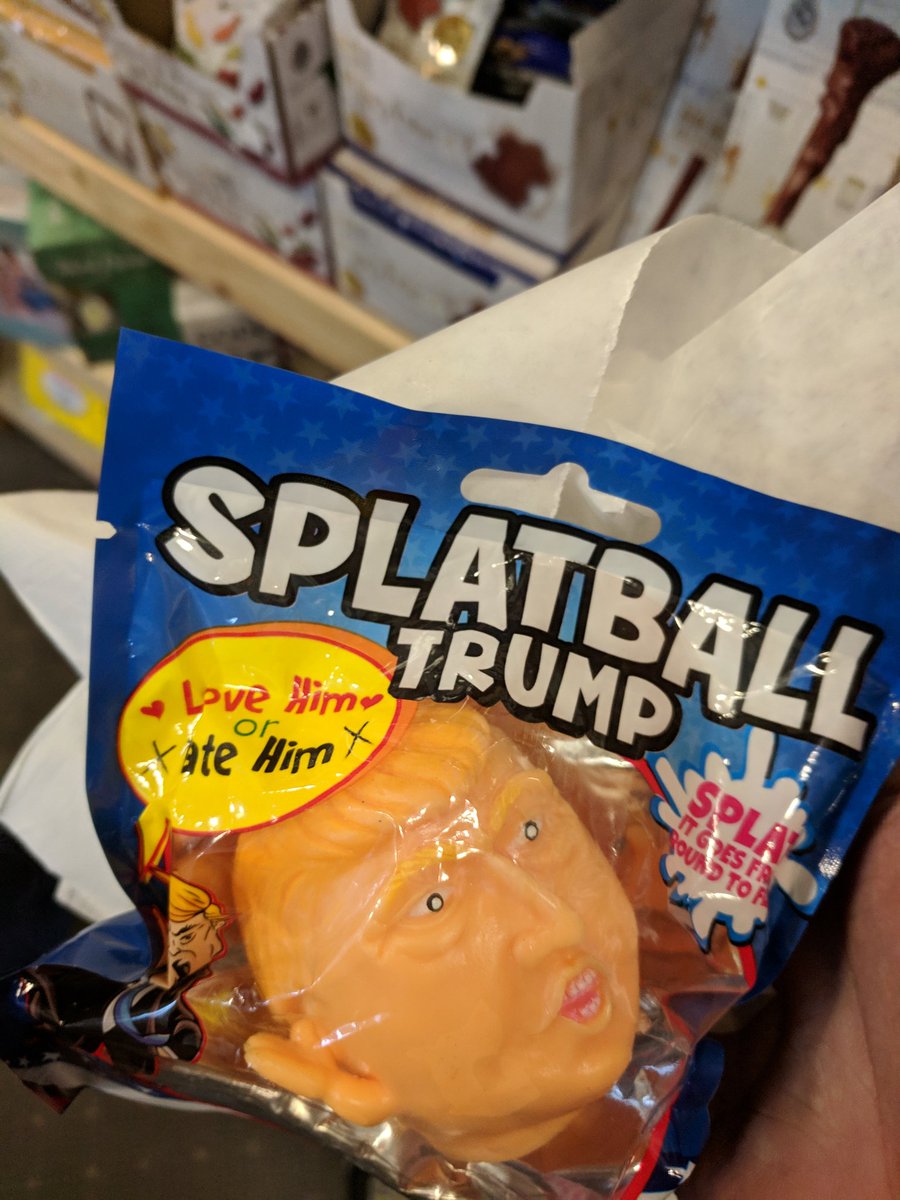 SPLATBALL
TRUMP
Love Him
or
ate Him
SPLA
IT GOES FR
ROUND TO F